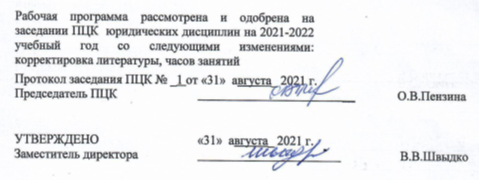 Рабочая программа рассмотрена и одобрена на
заседании ПЦК юридических дисциплин на 2021-2022
учебный год со следующими изменениями:
корректировка литературы, часов занятий
Протокол заседания ПЦК № 1 от «31» августа 2021 г.
Председатель ПЦК О.В.Пензина
УТВЕРЖДЕНО «31» августа 2021 г.
Заместитель директора В.В.Швыдко